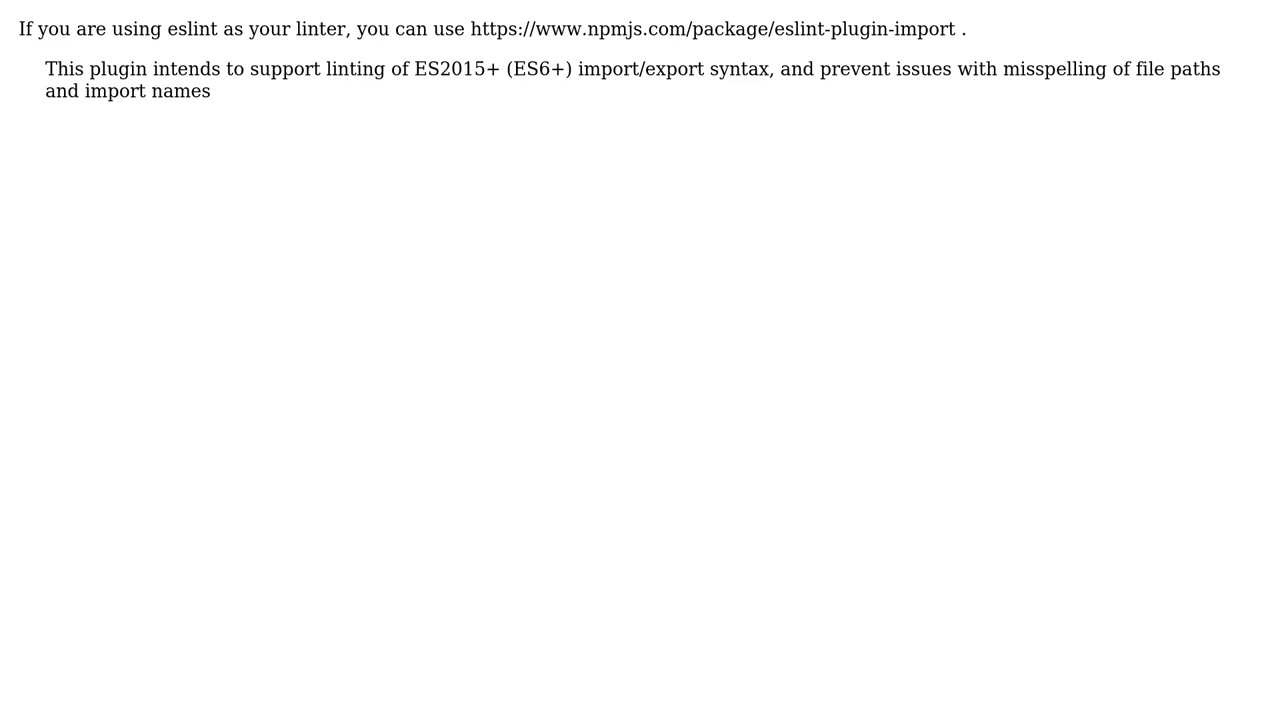 If you are using eslint as your linter, you can use https://www.npmjs.com/package/eslint-plugin-import .
This plugin intends to support linting of ES2015+ (ES6+) import/export syntax, and prevent issues with misspelling of file paths
and import names